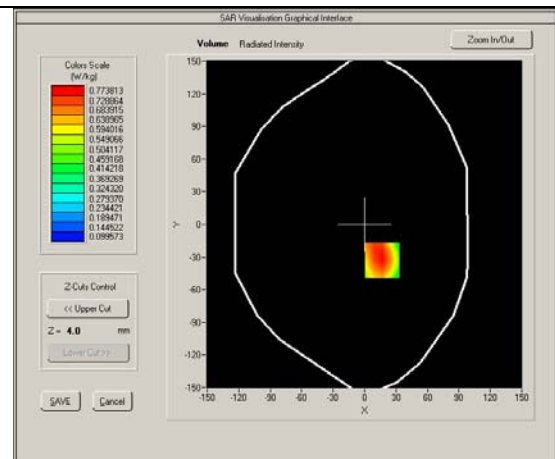 SAR Visualisation Graphical Interface
Volume Radiated Intensity
Zoom In/Out
Colors Scale
(W/kg)
0.773813
0.728864
0.683915
0.638965
0.594016
0.549066
0.504117
0.459168
0.414218
0.369269
0.324320
0.279370
0.234421
0.189471
0.144522
0.099573
Z-Cuts Control
<< Upper Cut
Z = 4.0 mm
Lower Cut >>
SAVE Cancel
150-
120-
90-
60-
30-
0-
-30-
-60-
-90-
-120-
-150-
Y
-150 -120 -90 -60 -30 0 30 60 90 120 150
X